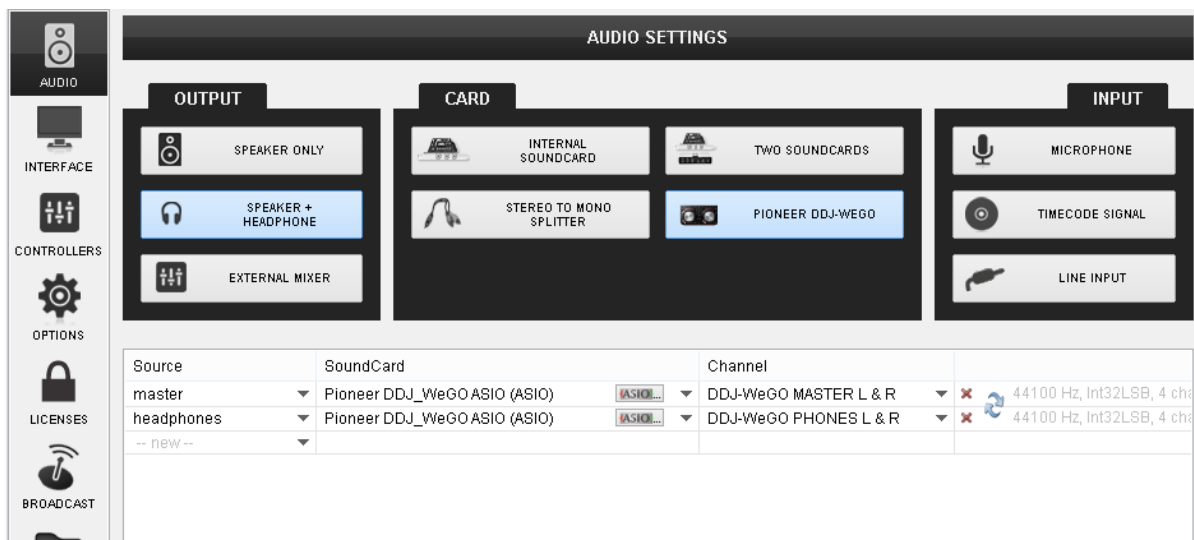 AUDIO SETTINGS
AUDIO
INTERFACE
CONTROLLERS
OPTIONS
LICENSES
BROADCAST
OUTPUT
SPEAKER ONLY
SPEAKER +
HEADPHONE
EXTERNAL MIXER
CARD
INTERNAL
SOUNDCARD
TWO SOUNDCARDS
STEREO TO MONO
SPLITTER
PIONEER DDJ-WEGO
INPUT
MICROPHONE
TIMECODE SIGNAL
LINE INPUT
Source SoundCard Channel
master Pioneer DDJ_WeGO ASIO (ASIO) ASIO... DDJ-WeGO MASTER L & R 44100 Hz, Int32LSB, 4 cha
headphones Pioneer DDJ_WeGO ASIO (ASIO) ASIO... DDJ-WeGO PHONES L & R 44100 Hz, Int32LSB, 4 cha
-- new --